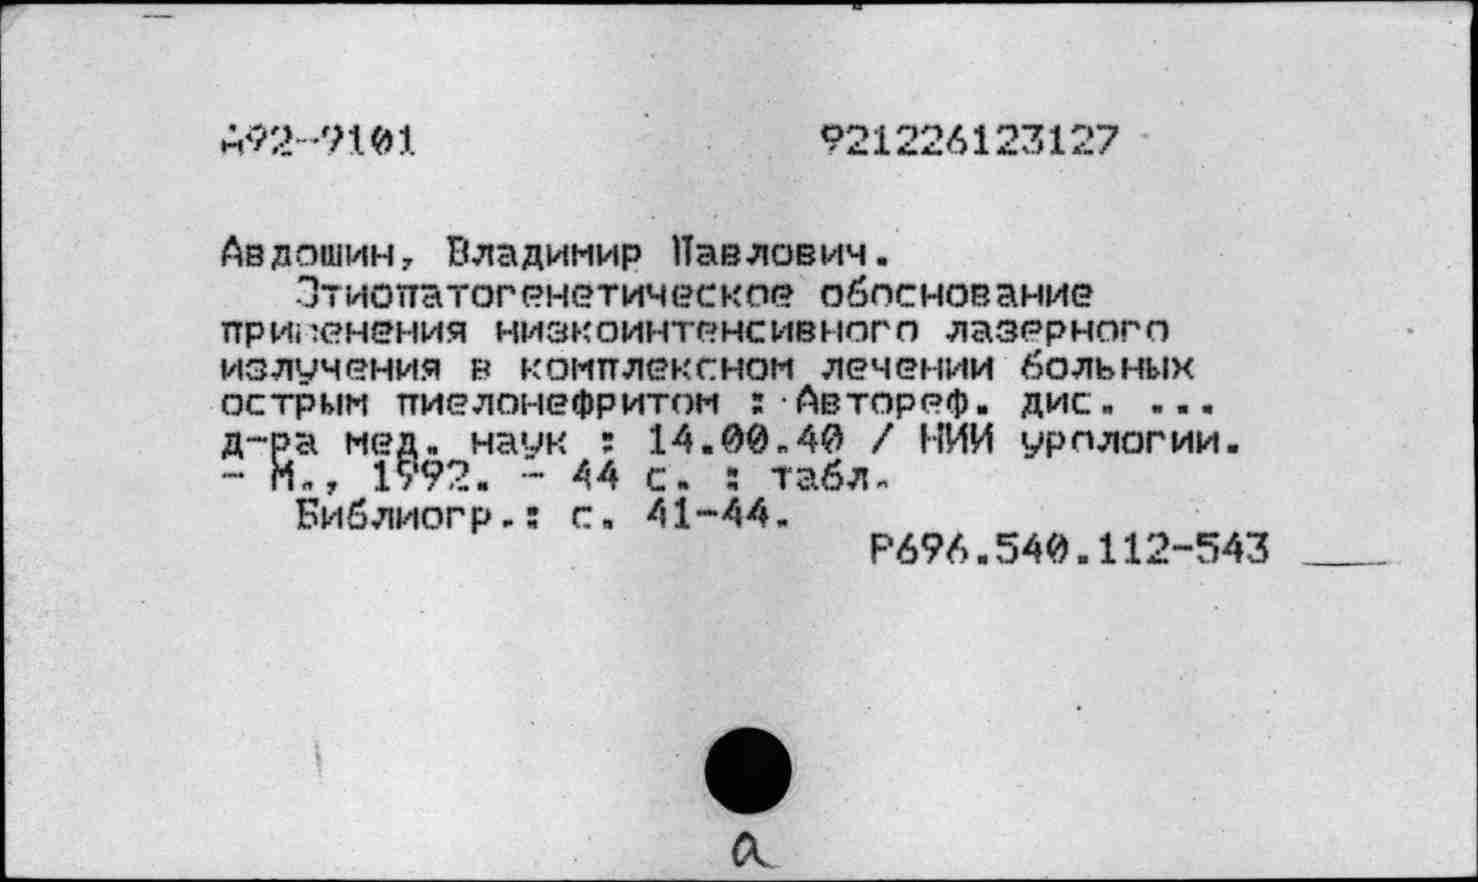 А92-9101 921226123127
Авдошин, Владимир Павлович.
Этиопатогенетическое обоснование
применения низкоинтенсивного лазерного
излучения в комплексном лечении больных
острым пиелонефритом : Автореф. дис. ...
д-ра мед. наук : 14.00.40 / НИИ урологии.
- М., 1992. - 44 с. : табл.
Библиогр.: с. 41-44.
Р696.540.112-543
а